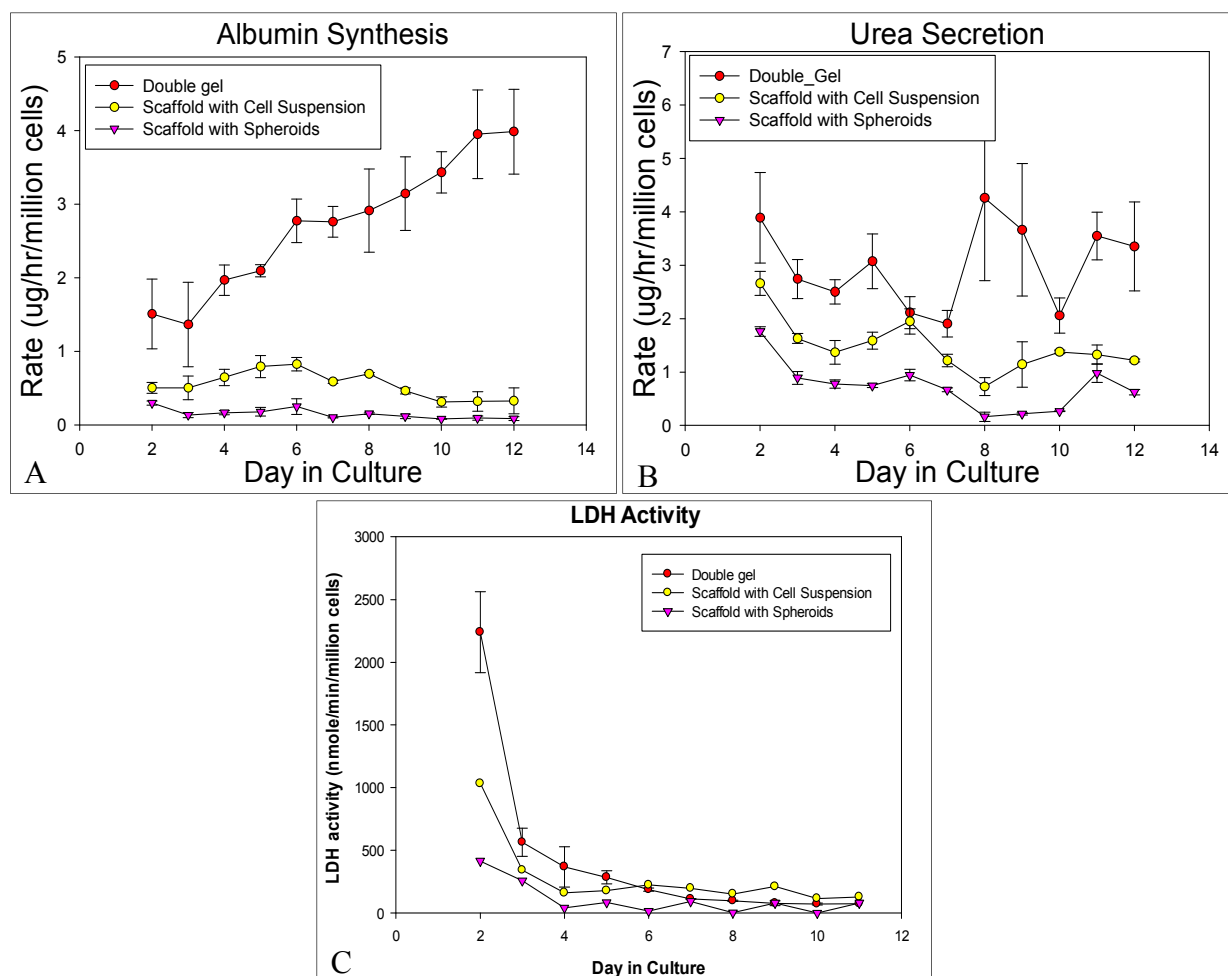 Albumin Synthesis
Rate (ug/hr/million cells)
5
4
3
2
1
0
Double gel
Scaffold with Cell Suspension
Scaffold with Spheroids
0 2 4 6 8 10 12 14
Day in Culture
A
Urea Secretion
Rate (ug/hr/million cells)
7
6
5
4
3
2
1
0
Double_Gel
Scaffold with Cell Suspension
Scaffold with Spheroids
0 2 4 6 8 10 12 14
Day in Culture
B
LDH Activity
LDH activity (nmole/min/million cells)
3000
2500
2000
1500
1000
500
0
Double gel
Scaffold with Cell Suspension
Scaffold with Spheroids
0 2 4 6 8 10 12
Day in Culture
C